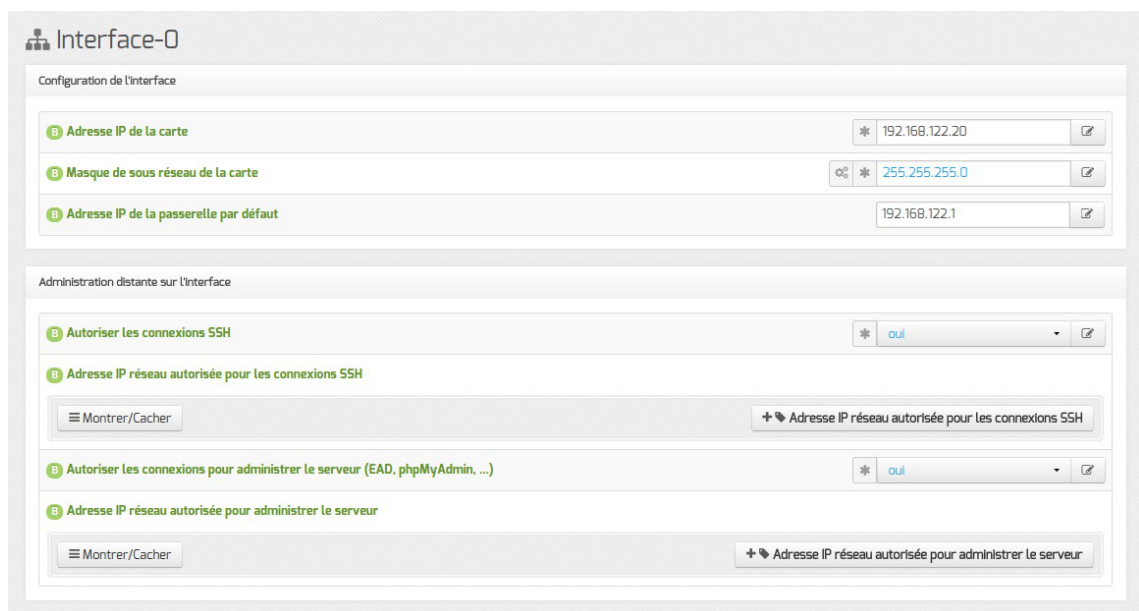 Interface-0
Configuration de l'interface
B Adresse IP de la carte * 192.168.122.20
B Masque de sous réseau de la carte * 255.255.255.0
B Adresse IP de la passerelle par défaut 192.168.122.1
Administration distante sur l'interface
B Autoriser les connexions SSH * oui
B Adresse IP réseau autorisée pour les connexions SSH
Montrer/Cacher + Adresse IP réseau autorisée pour les connexions SSH
B Autoriser les connexions pour administrer le serveur (EAD, phpMyAdmin, ...) * oui
B Adresse IP réseau autorisée pour administrer le serveur
Montrer/Cacher + Adresse IP réseau autorisée pour administrer le serveur